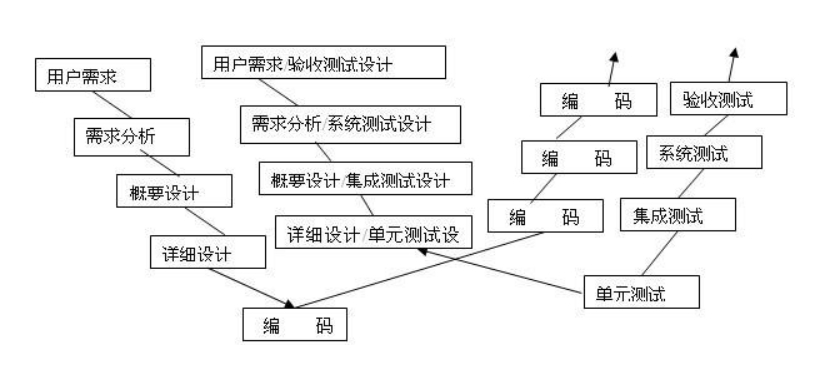 用户需求
需求分析
概要设计
详细设计
编 码
用户需求/验收测试设计
需求分析/系统测试设计
概要设计/集成测试设计
详细设计/单元测试设
编 码
编 码
编 码
验收测试
系统测试
集成测试
单元测试